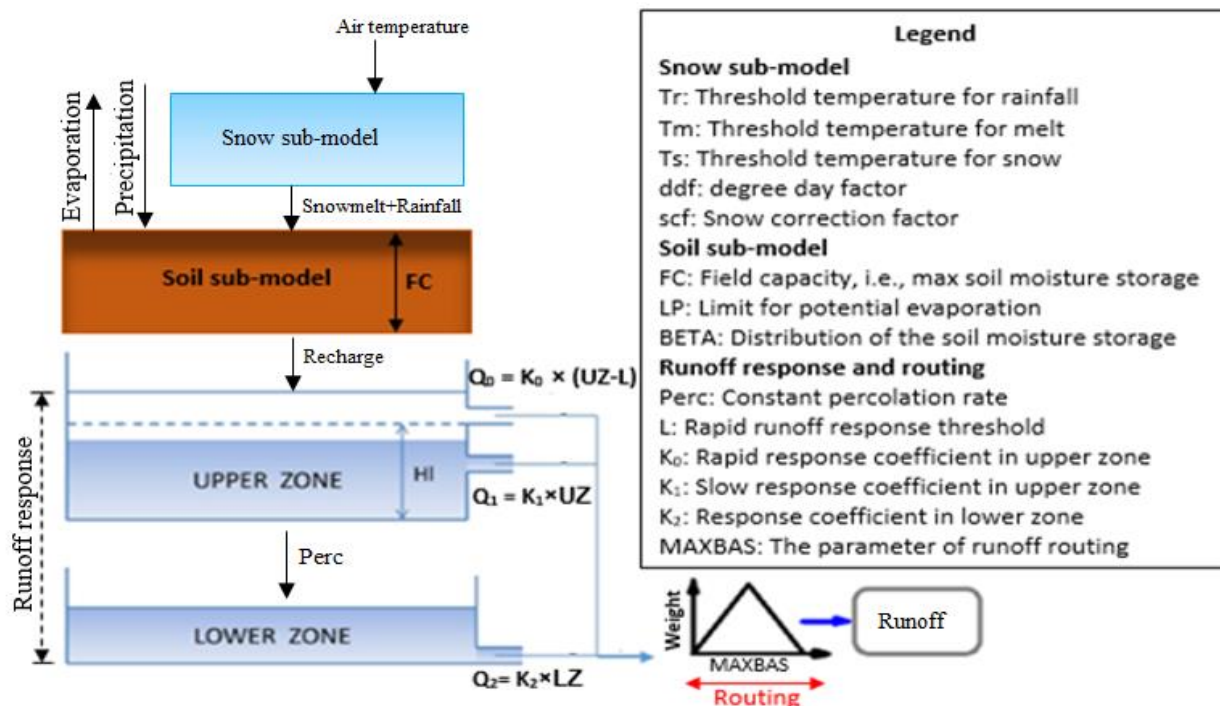 Air temperature
Evaporation
Precipitation
Snow sub-model
Snowmelt+Rainfall
Soil sub-model
FC
Recharge
Q₀ = K₀ × (UZ-L)
Runoff response
UPPER ZONE
HI
Q₁ = K₁×UZ
Perc
LOWER ZONE
Q₂= K₂×LZ
Legend
Snow sub-model
Tr: Threshold temperature for rainfall
Tm: Threshold temperature for melt
Ts: Threshold temperature for snow
ddf: degree day factor
scf: Snow correction factor
Soil sub-model
FC: Field capacity, i.e., max soil moisture storage
LP: Limit for potential evaporation
BETA: Distribution of the soil moisture storage
Runoff response and routing
Perc: Constant percolation rate
L: Rapid runoff response threshold
K₀: Rapid response coefficient in upper zone
K₁: Slow response coefficient in upper zone
K₂: Response coefficient in lower zone
MAXBAS: The parameter of runoff routing
Weight
MAXBAS
Routing
Runoff